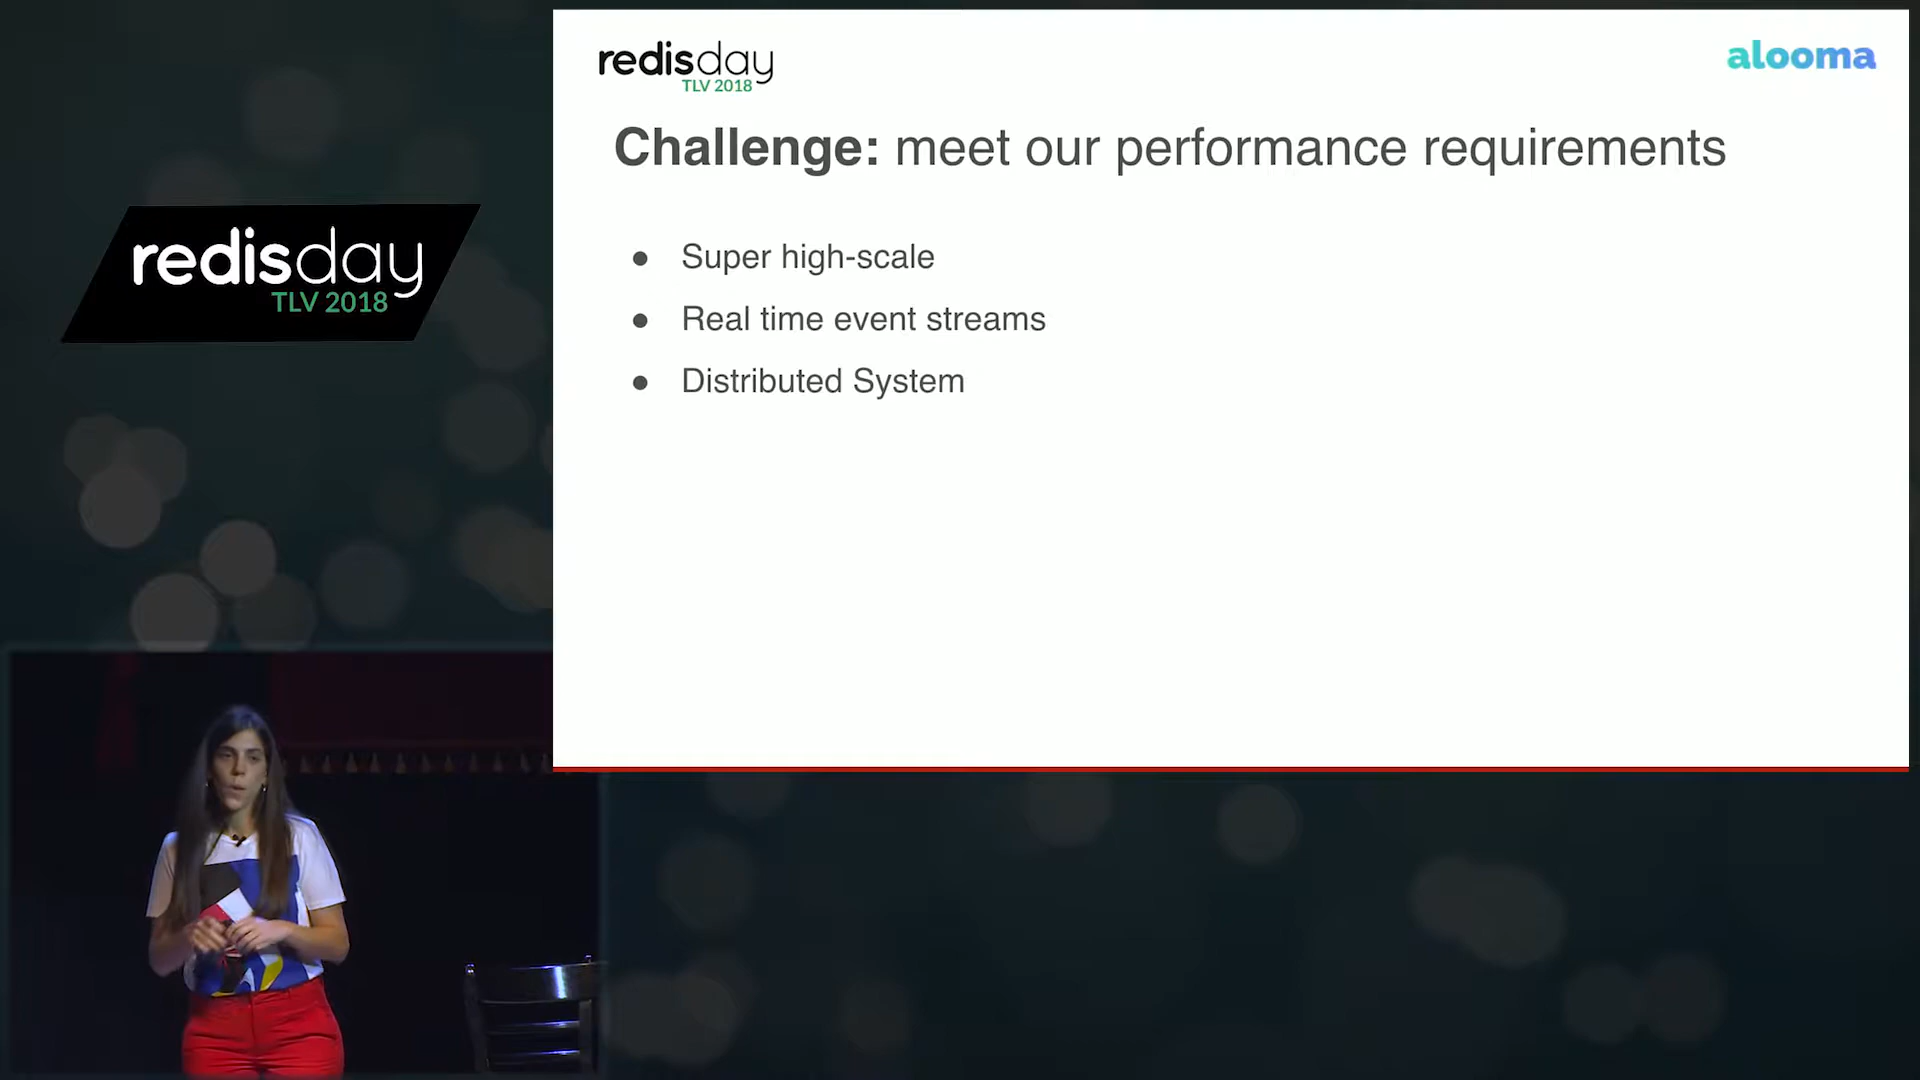 redisday
TLV 2018
redisday
TLV 2018
alooma
Challenge: meet our performance requirements
● Super high-scale
● Real time event streams
● Distributed System